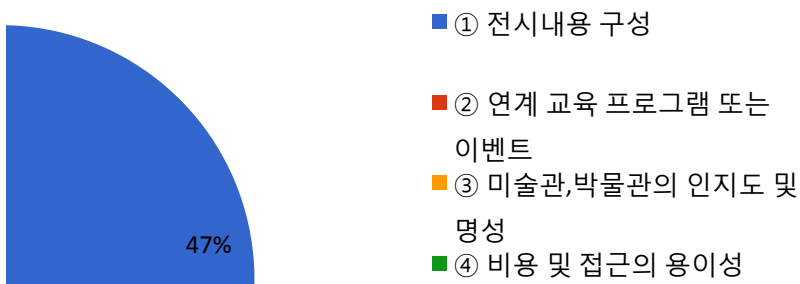 ① 전시내용 구성
② 연계 교육 프로그램 또는
이벤트
③ 미술관,박물관의 인지도 및
명성
47%
④ 비용 및 접근의 용이성